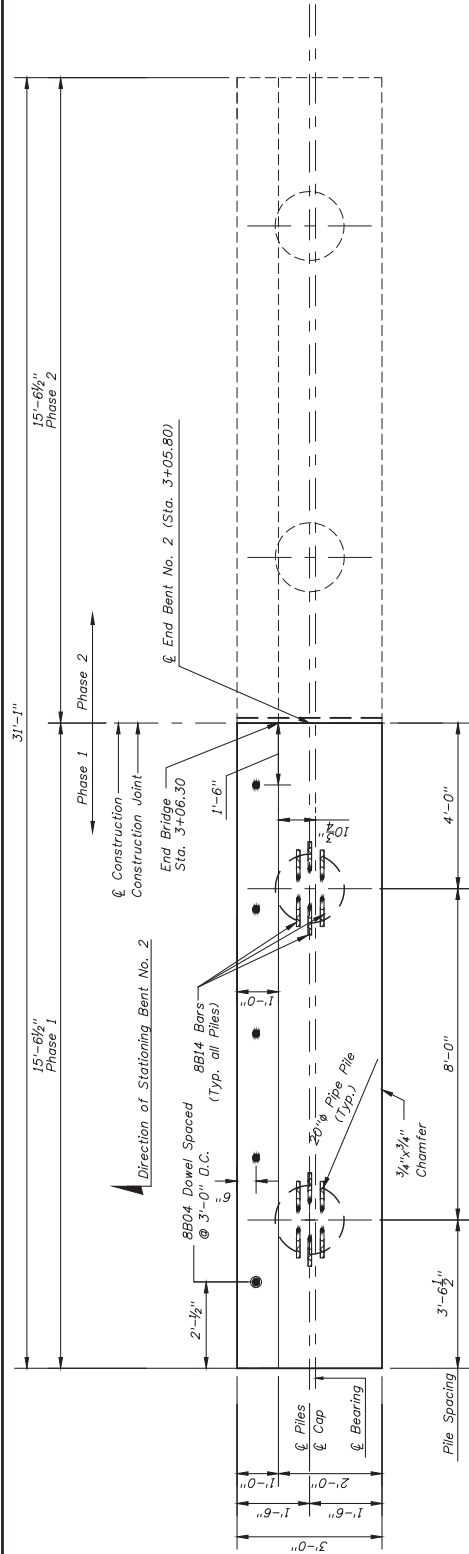 31'-1"
15'-6½"
Phase 1
15'-6½"
Phase 2
Phase 1
Phase 2
℄ Construction
Construction Joint
Direction of Stationing Bent No. 2
End Bridge
Sta. 3+06.30
℄ End Bent No. 2 (Sta. 3+05.80)
8B04 Dowel Spaced
@ 3'-0" O.C.
8B14 Bars
(Typ. all Piles)
2'-½"
6"
1'-0"
1'-6"
10¾"
20"ϕ Pipe Pile
(Typ.)
¾"x¾"
Chamfer
℄ Piles
℄ Cap
℄ Bearing
3'-0"
1'-6"
1'-6"
1'-0"
2'-0"
Pile Spacing
3'-6½"
8'-0"
4'-0"